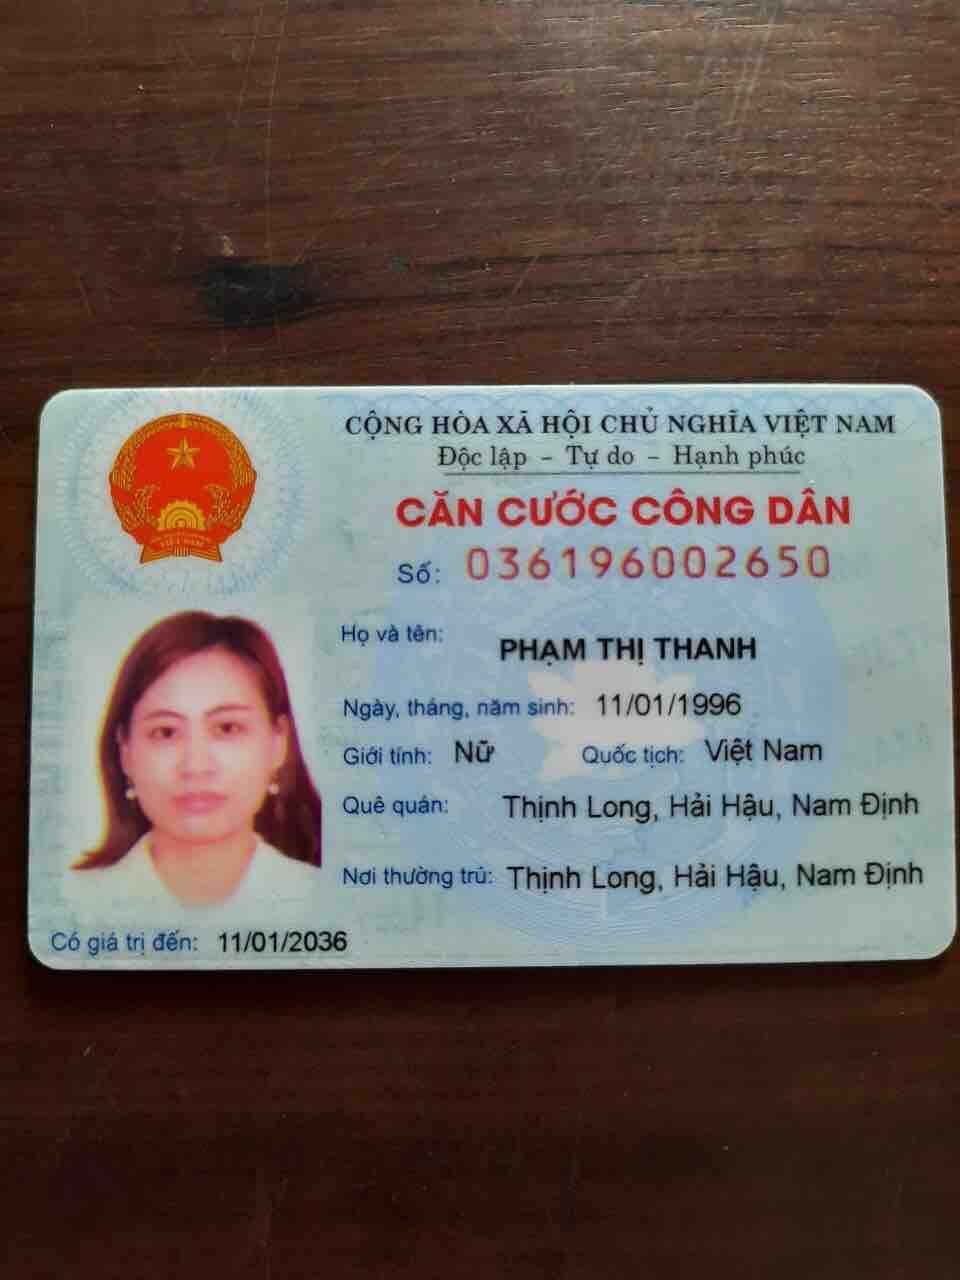 CỘNG HÒA XÃ HỘI CHỦ NGHĨA VIỆT NAM
Độc lập - Tự do - Hạnh phúc
CĂN CƯỚC CÔNG DÂN
Số: 036196002650
Họ và tên: PHẠM THỊ THANH
Ngày, tháng, năm sinh: 11/01/1996
Giới tính: Nữ Quốc tịch: Việt Nam
Quê quán: Thịnh Long, Hải Hậu, Nam Định
Nơi thường trú: Thịnh Long, Hải Hậu, Nam Định
Có giá trị đến: 11/01/2036